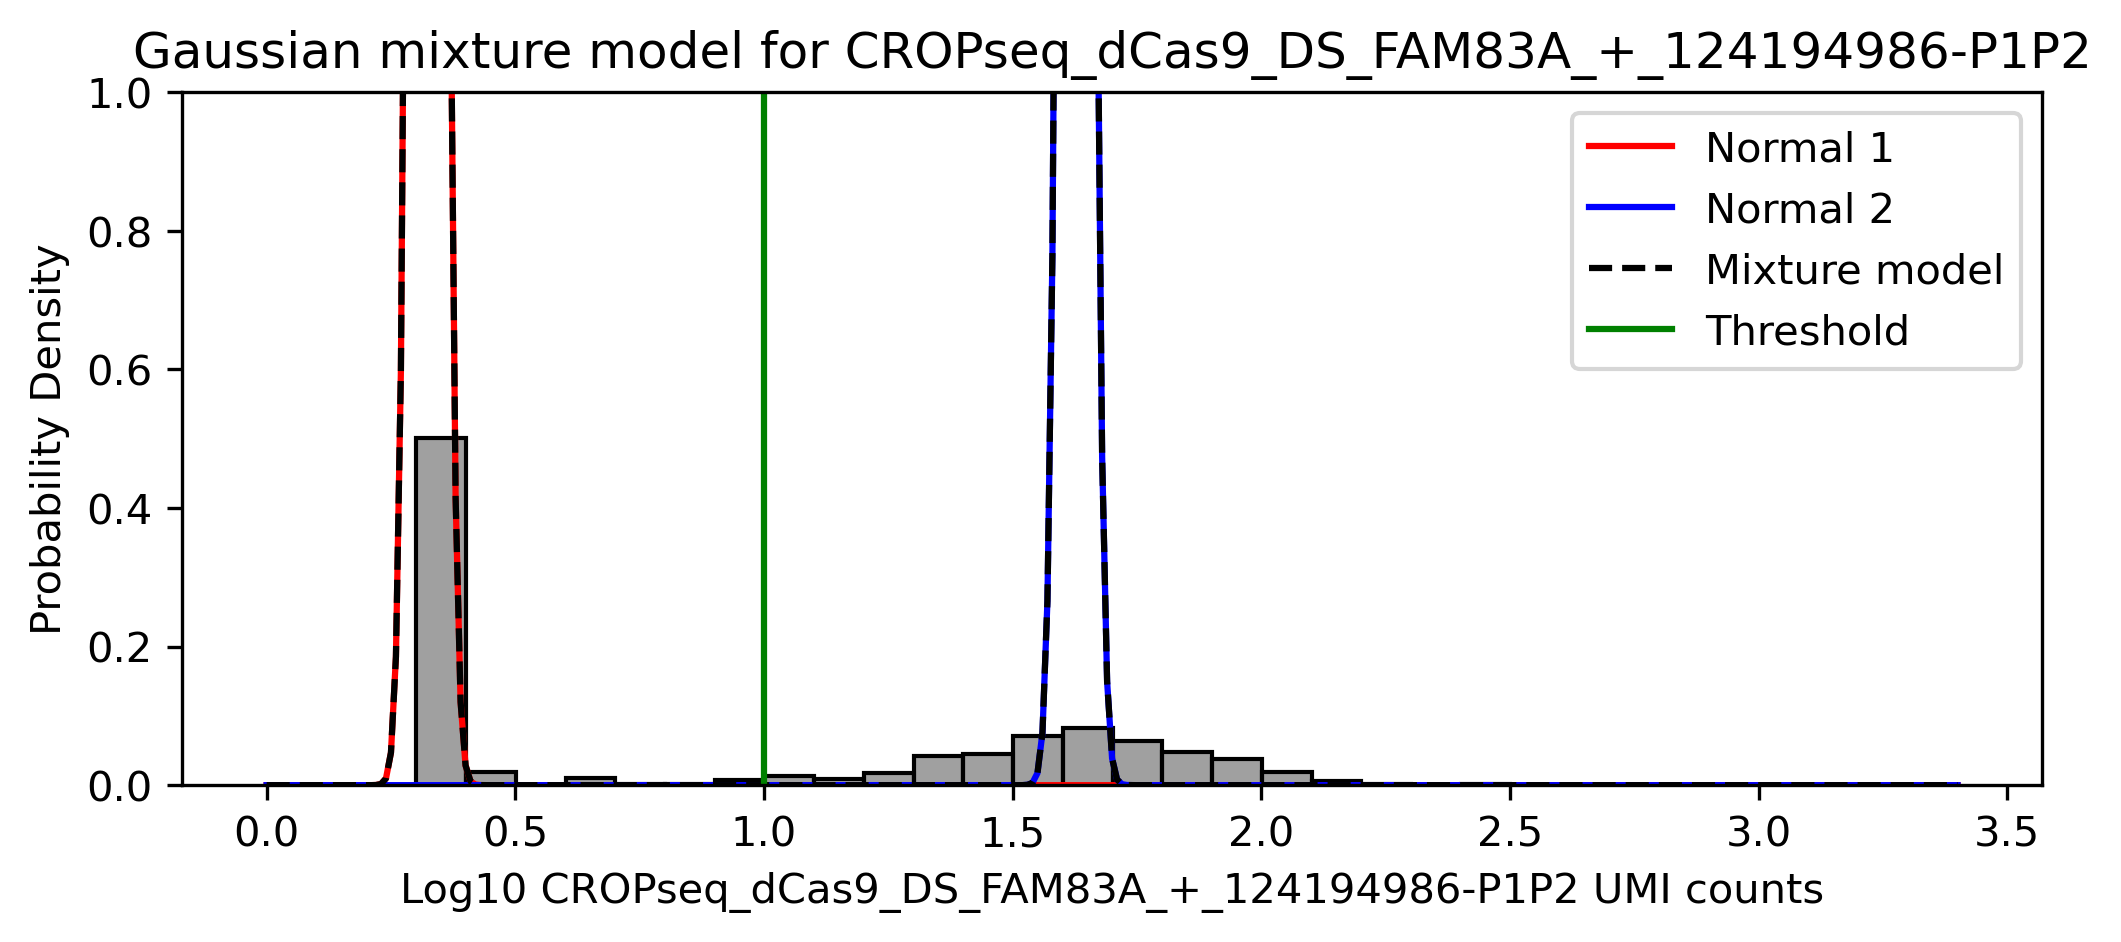 Gaussian mixture model for CROPseq_dCas9_DS_FAM83A_+_124194986-P1P2
1.0
0.8
0.6
0.4
0.2
0.0
Probability Density
Normal 1
Normal 2
Mixture model
Threshold
0.0 0.5 1.0 1.5 2.0 2.5 3.0 3.5
Log10 CROPseq_dCas9_DS_FAM83A_+_124194986-P1P2 UMI counts